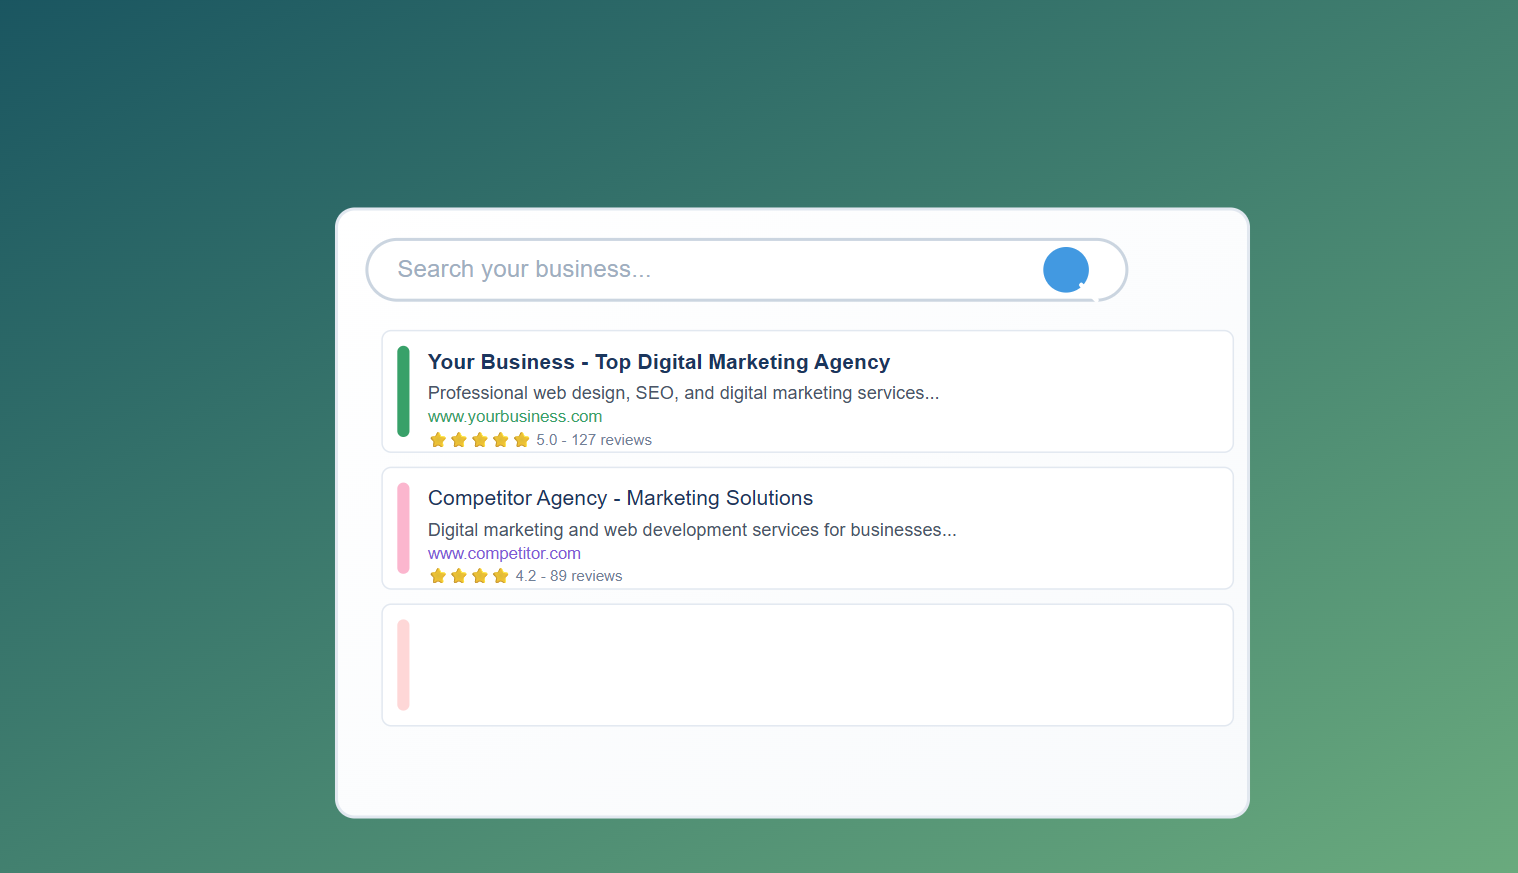 Search your business...
Your Business - Top Digital Marketing Agency
Professional web design, SEO, and digital marketing services...
www.yourbusiness.com
⭐⭐⭐⭐⭐ 5.0 - 127 reviews
Competitor Agency - Marketing Solutions
Digital marketing and web development services for businesses...
www.competitor.com
⭐⭐⭐⭐ 4.2 - 89 reviews